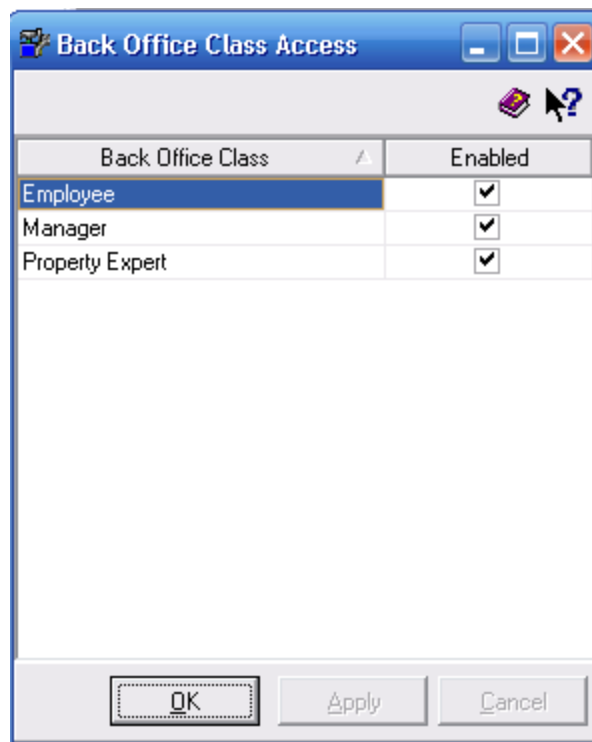 Back Office Class Access
Back Office Class Enabled
Employee
Manager
Property Expert
OK Apply Cancel